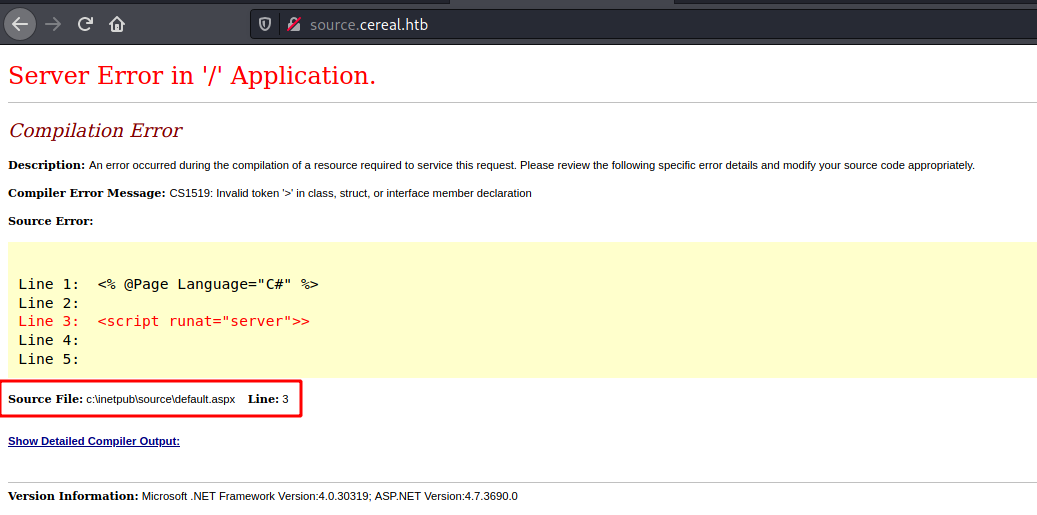 source.cereal.htb
Server Error in '/' Application.
Compilation Error
Description: An error occurred during the compilation of a resource required to service this request. Please review the following specific error details and modify your source code appropriately.
Compiler Error Message: CS1519: Invalid token '>' in class, struct, or interface member declaration
Source Error:
Line 1:  <% @Page Language="C#" %>
Line 2:
Line 3:  <script runat="server">>
Line 4:
Line 5:
Source File: c:\inetpub\source\default.aspx    Line: 3
Show Detailed Compiler Output:
Version Information: Microsoft .NET Framework Version:4.0.30319; ASP.NET Version:4.7.3690.0